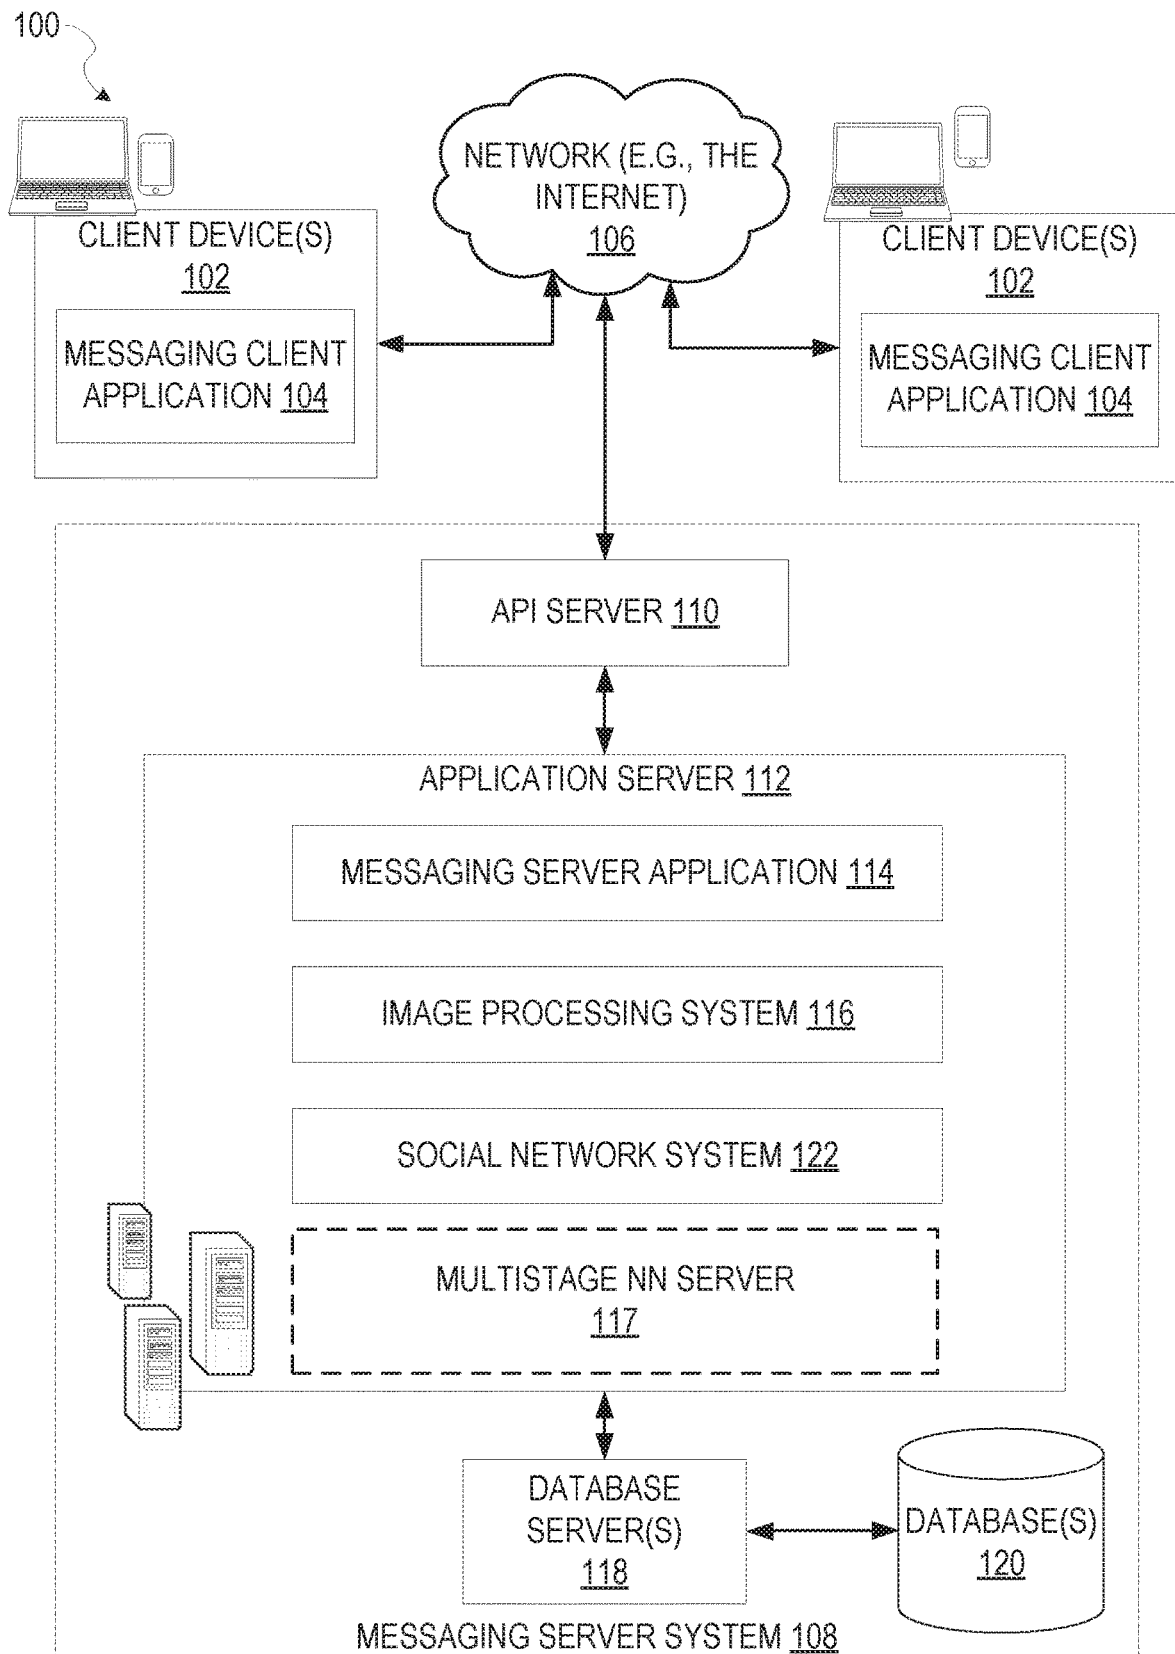 100
NETWORK (E.G., THE
INTERNET)
106
CLIENT DEVICE(S)
102
MESSAGING CLIENT
APPLICATION 104
CLIENT DEVICE(S)
102
MESSAGING CLIENT
APPLICATION 104
API SERVER 110
APPLICATION SERVER 112
MESSAGING SERVER APPLICATION 114
IMAGE PROCESSING SYSTEM 116
SOCIAL NETWORK SYSTEM 122
MULTISTAGE NN SERVER
117
DATABASE
SERVER(S)
118
DATABASE(S)
120
MESSAGING SERVER SYSTEM 108